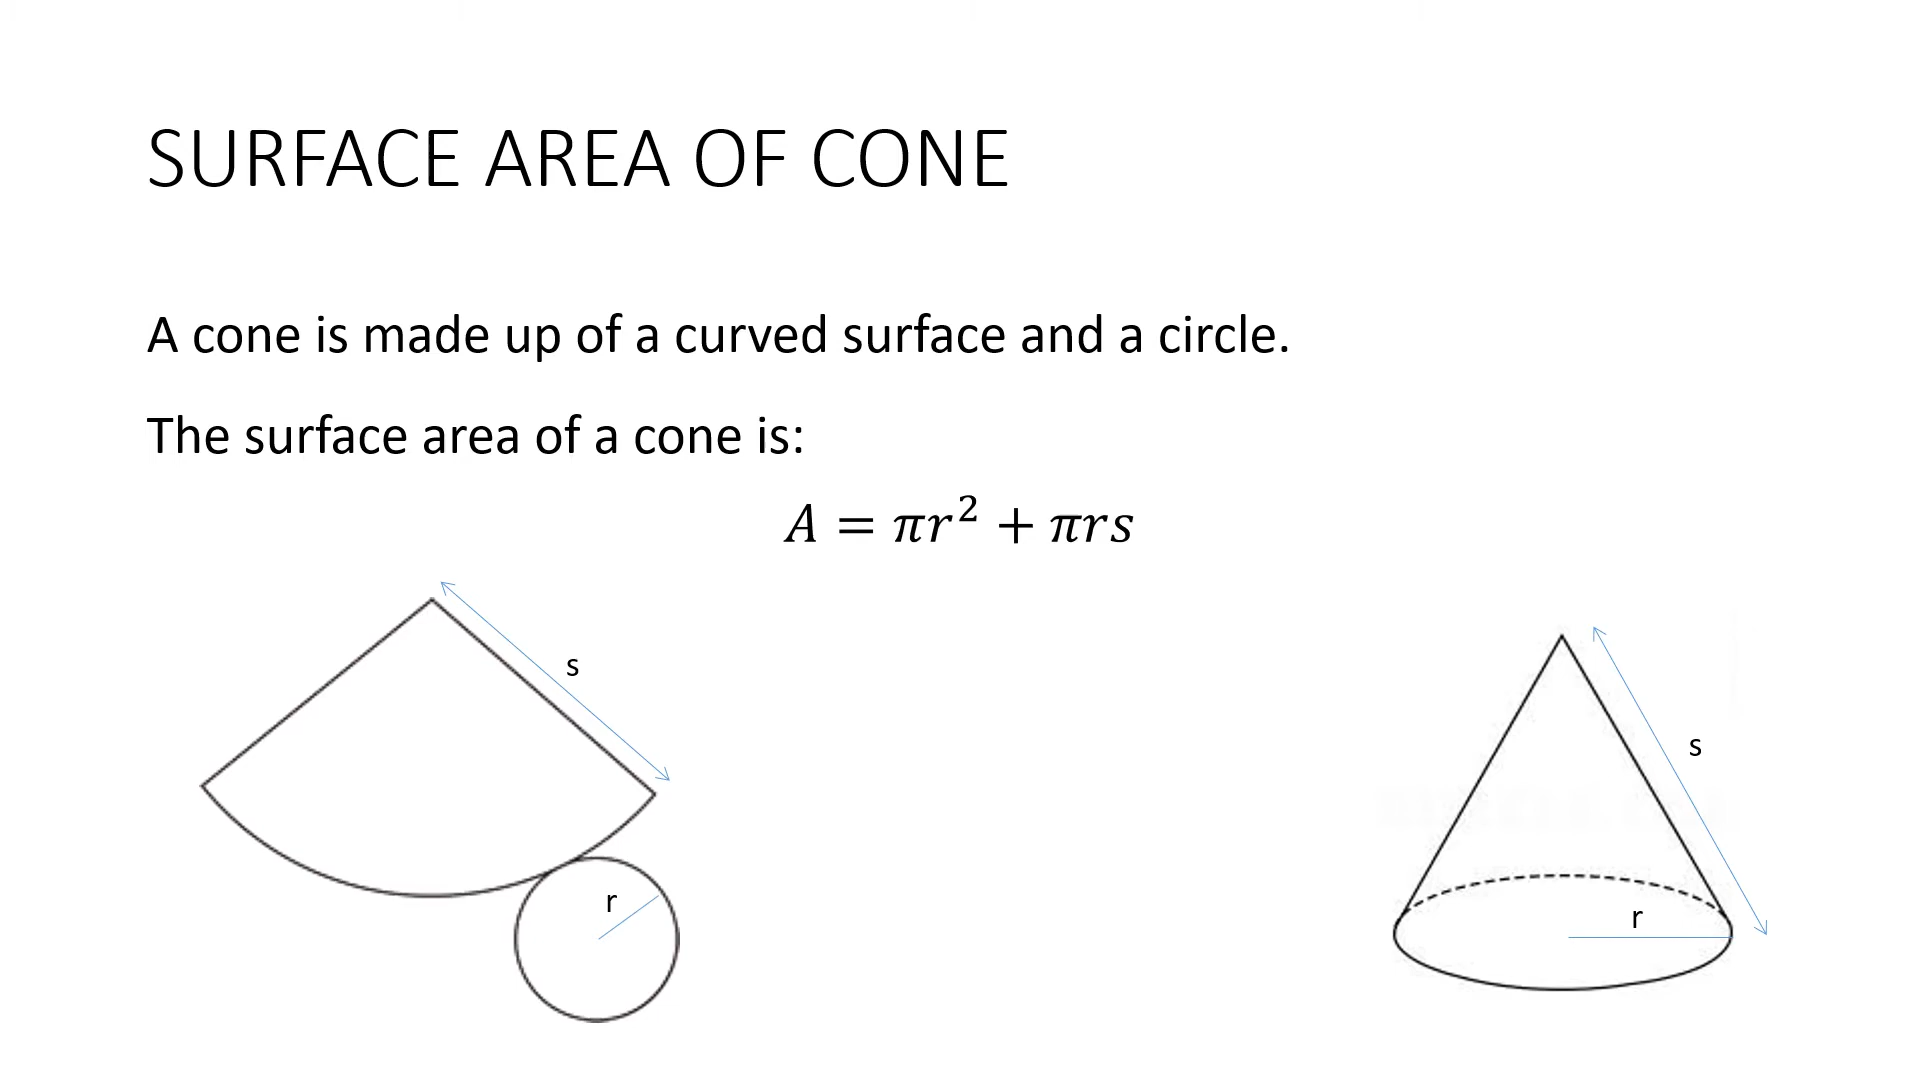 SURFACE AREA OF CONE
A cone is made up of a curved surface and a circle.
The surface area of a cone is:
𝐴 = 𝜋𝑟² + 𝜋𝑟𝑠
s
r
s
r